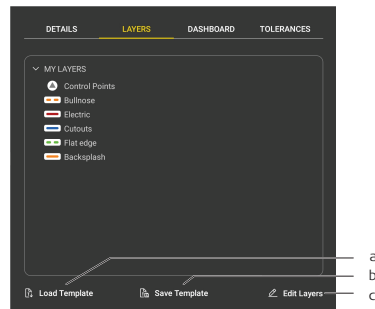 DETAILS LAYERS DASHBOARD TOLERANCES
MY LAYERS
Control Points
Bullnose
Electric
Cutouts
Flat edge
Backsplash
a
b
Load Template Save Template Edit Layers c